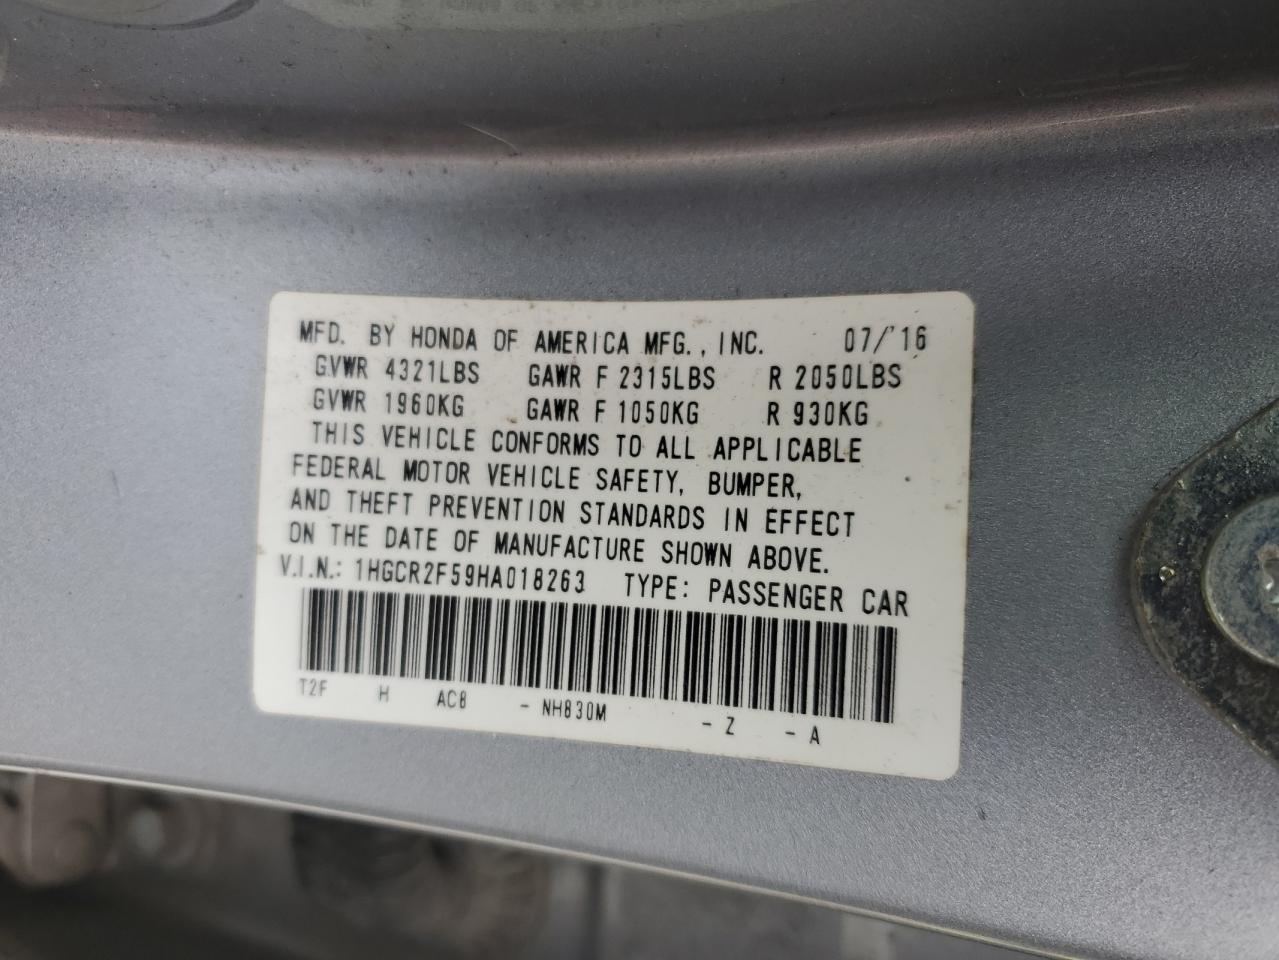 MFD. BY HONDA OF AMERICA MFG., INC. 07/'16
GVWR 4321LBS GAWR F 2315LBS R 2050LBS
GVWR 1960KG GAWR F 1050KG R 930KG
THIS VEHICLE CONFORMS TO ALL APPLICABLE
FEDERAL MOTOR VEHICLE SAFETY, BUMPER,
AND THEFT PREVENTION STANDARDS IN EFFECT
ON THE DATE OF MANUFACTURE SHOWN ABOVE.
V.I.N.: 1HGCR2F59HA018263 TYPE: PASSENGER CAR
T2F H AC8 - NH830M - Z - A